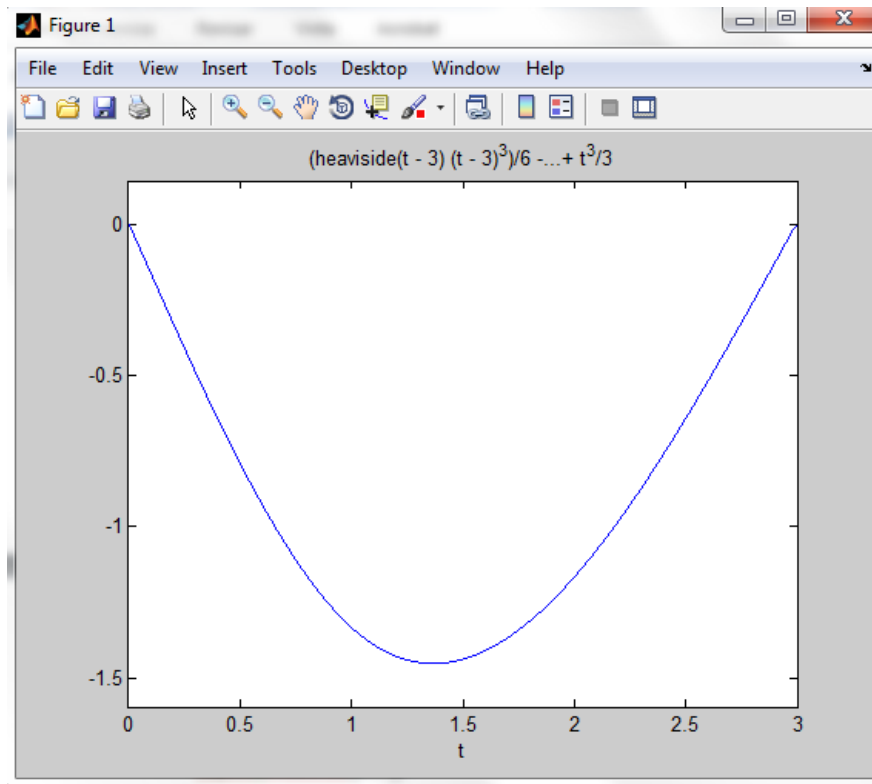 Figure 1
File Edit View Insert Tools Desktop Window Help
(heaviside(t - 3) (t - 3)^3)/6 -...+ t^3/3
0
-0.5
-1
-1.5
0 0.5 1 1.5 2 2.5 3
t